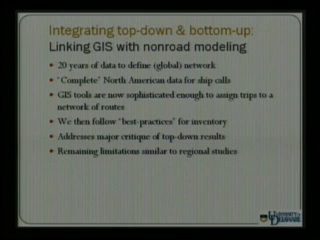 Integrating top-down & bottom-up:
Linking GIS with nonroad modeling
• 20 years of data to define (global) network
• "Complete" North American data for ship calls
• GIS tools are now sophisticated enough to assign trips to a
network of routes
• We then follow "best-practices" for inventory
• Addresses major critique of top-down results
• Remaining limitations similar to regional studies
University of
Delaware